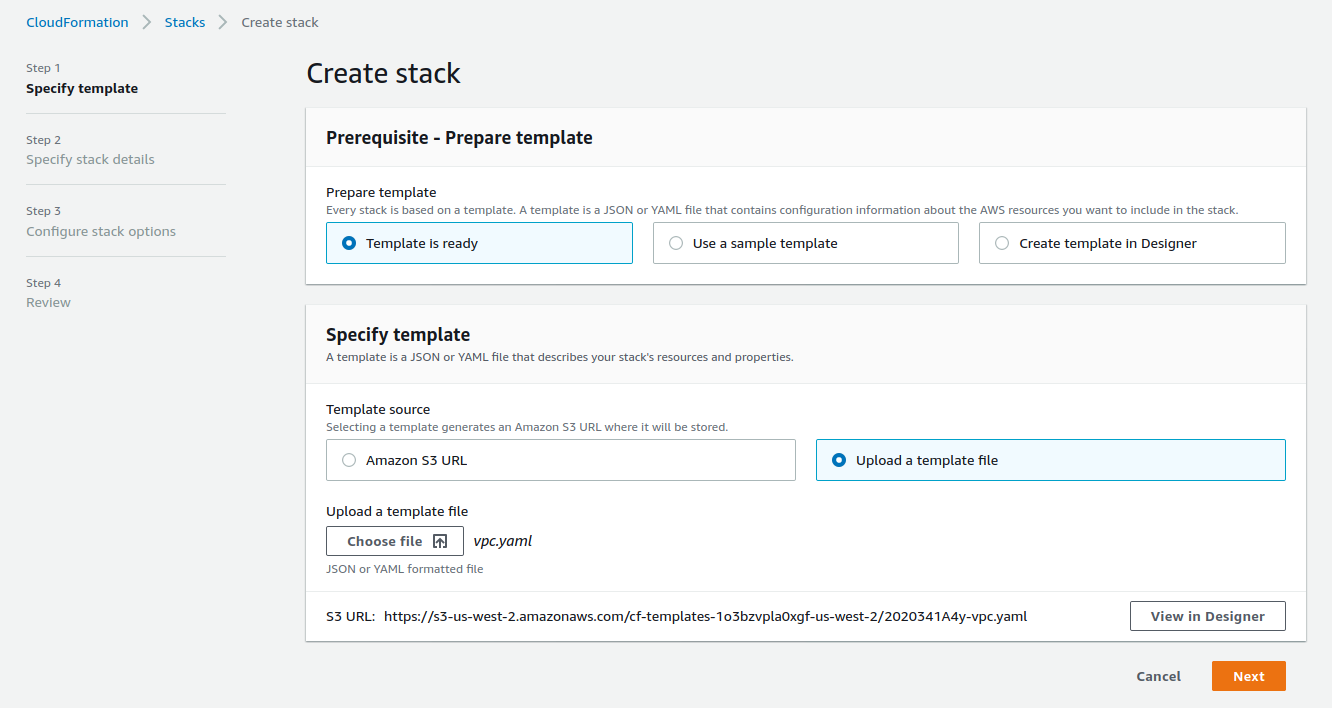 CloudFormation > Stacks > Create stack
Step 1
Specify template
Step 2
Specify stack details
Step 3
Configure stack options
Step 4
Review
Create stack
Prerequisite - Prepare template
Prepare template
Every stack is based on a template. A template is a JSON or YAML file that contains configuration information about the AWS resources you want to include in the stack.
Template is ready
Use a sample template
Create template in Designer
Specify template
A template is a JSON or YAML file that describes your stack's resources and properties.
Template source
Selecting a template generates an Amazon S3 URL where it will be stored.
Amazon S3 URL
Upload a template file
Upload a template file
Choose file vpc.yaml
JSON or YAML formatted file
S3 URL: https://s3-us-west-2.amazonaws.com/cf-templates-1o3bzvpla0xgf-us-west-2/2020341A4y-vpc.yaml
View in Designer
Cancel
Next